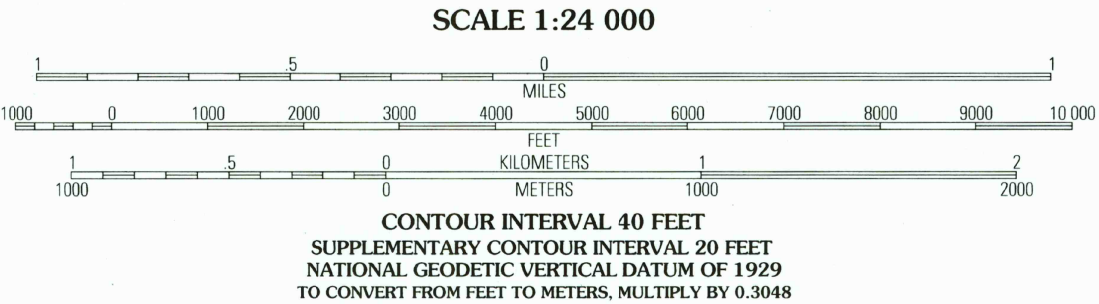 SCALE 1:24 000
1 .5 0 1
MILES
1000 0 1000 2000 3000 4000 5000 6000 7000 8000 9000 10 000
FEET
1 .5 0 KILOMETERS 1 2
1000 0 METERS 1000 2000
CONTOUR INTERVAL 40 FEET
SUPPLEMENTARY CONTOUR INTERVAL 20 FEET
NATIONAL GEODETIC VERTICAL DATUM OF 1929
TO CONVERT FROM FEET TO METERS, MULTIPLY BY 0.3048